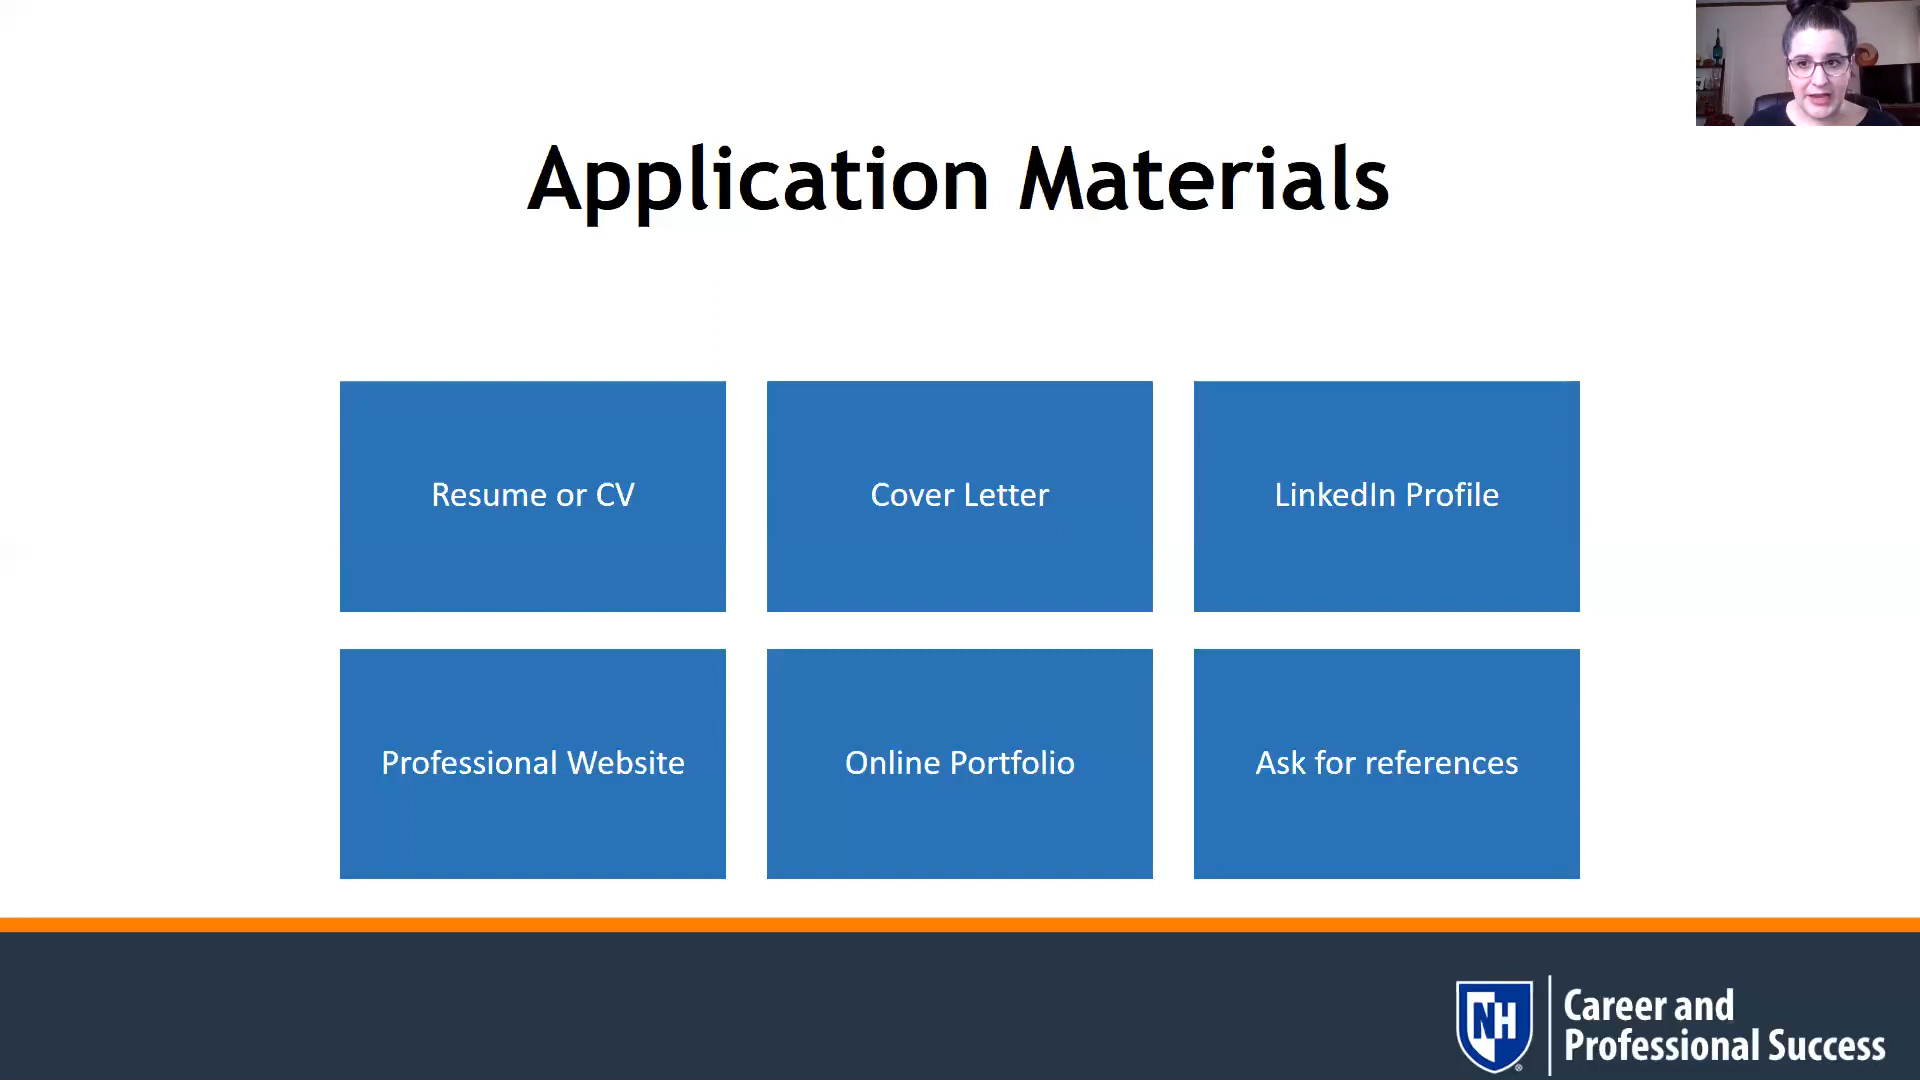 Application Materials
Resume or CV
Cover Letter
LinkedIn Profile
Professional Website
Online Portfolio
Ask for references
NH
Career and
Professional Success